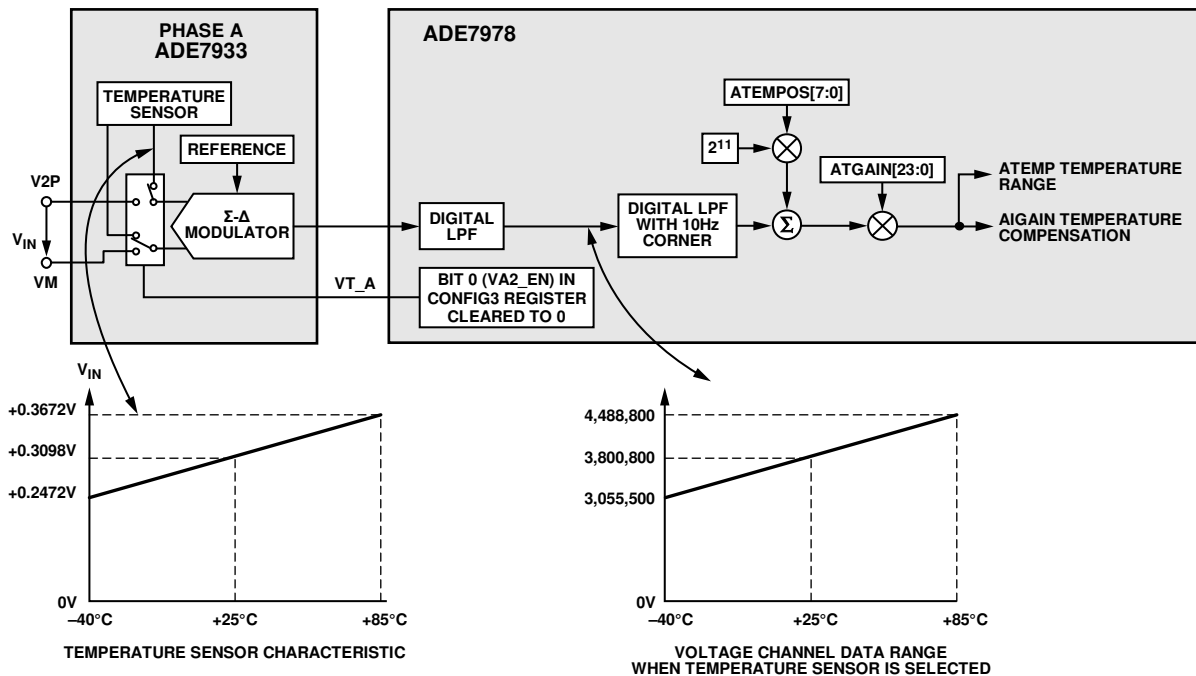 PHASE A
ADE7933
TEMPERATURE
SENSOR
REFERENCE
V2P
VIN
VM
Σ-Δ
MODULATOR
ADE7978
ATEMPOS[7:0]
2¹¹
ATGAIN[23:0]
DIGITAL
LPF
DIGITAL LPF
WITH 10Hz
CORNER
Σ
ATEMP TEMPERATURE
RANGE
AIGAIN TEMPERATURE
COMPENSATION
VT_A
BIT 0 (VA2_EN) IN
CONFIG3 REGISTER
CLEARED TO 0
VIN
+0.3672V
+0.3098V
+0.2472V
0V
–40°C
+25°C
+85°C
TEMPERATURE SENSOR CHARACTERISTIC
4,488,800
3,800,800
3,055,500
0V
–40°C
+25°C
+85°C
VOLTAGE CHANNEL DATA RANGE
WHEN TEMPERATURE SENSOR IS SELECTED